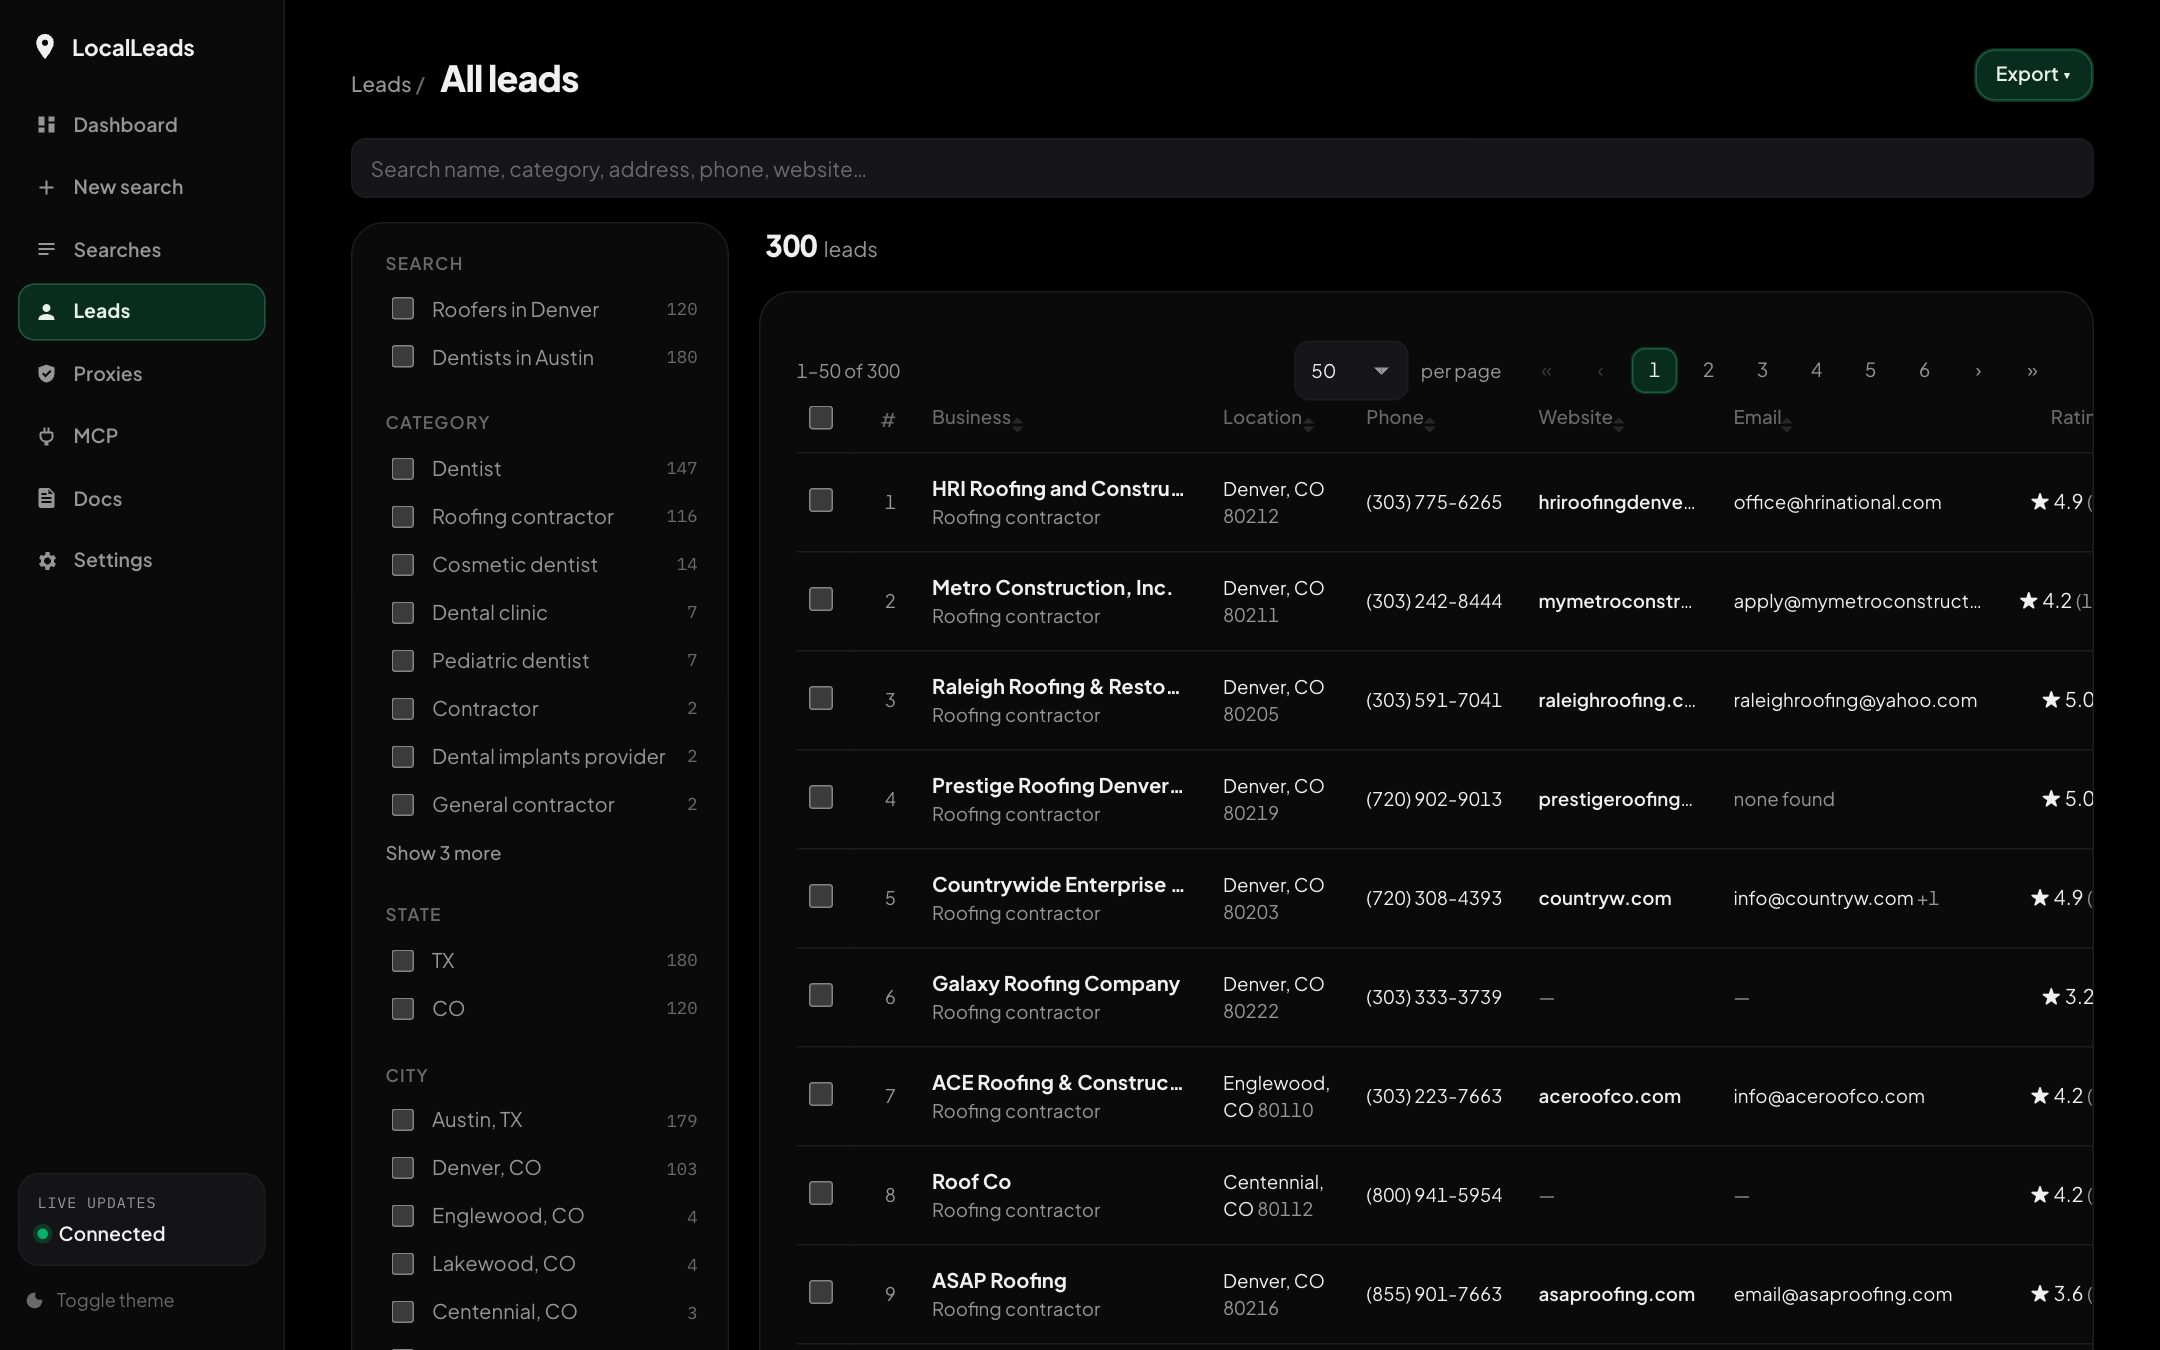 LocalLeads
Dashboard
New search
Searches
Leads
Proxies
MCP
Docs
Settings
LIVE UPDATES
Connected
Toggle theme
Leads / All leads
Export ▾
Search name, category, address, phone, website…
SEARCH
Roofers in Denver 120
Dentists in Austin 180
CATEGORY
Dentist 147
Roofing contractor 116
Cosmetic dentist 14
Dental clinic 7
Pediatric dentist 7
Contractor 2
Dental implants provider 2
General contractor 2
Show 3 more
STATE
TX 180
CO 120
CITY
Austin, TX 179
Denver, CO 103
Englewood, CO 4
Lakewood, CO 4
Centennial, CO 3
300 leads
1–50 of 300 50 per page « ‹ 1 2 3 4 5 6 › »
# Business Location Phone Website Email Ratin
1 HRI Roofing and Constru… Denver, CO (303) 775-6265 hriroofingdenve… office@hrinational.com ★ 4.9 (
Roofing contractor 80212
2 Metro Construction, Inc. Denver, CO (303) 242-8444 mymetroconstr… apply@mymetroconstruct… ★ 4.2 (1
Roofing contractor 80211
3 Raleigh Roofing & Resto… Denver, CO (303) 591-7041 raleighroofing.c… raleighroofing@yahoo.com ★ 5.0
Roofing contractor 80205
4 Prestige Roofing Denver… Denver, CO (720) 902-9013 prestigeroofing… none found ★ 5.0
Roofing contractor 80219
5 Countrywide Enterprise … Denver, CO (720) 308-4393 countryw.com info@countryw.com +1 ★ 4.9 (
Roofing contractor 80203
6 Galaxy Roofing Company Denver, CO (303) 333-3739 — — ★ 3.2
Roofing contractor 80222
7 ACE Roofing & Construc… Englewood, (303) 223-7663 aceroofco.com info@aceroofco.com ★ 4.2 (
Roofing contractor CO 80110
8 Roof Co Centennial, (800) 941-5954 — — ★ 4.2 (
Roofing contractor CO 80112
9 ASAP Roofing Denver, CO (855) 901-7663 asaproofing.com email@asaproofing.com ★ 3.6 (
Roofing contractor 80216